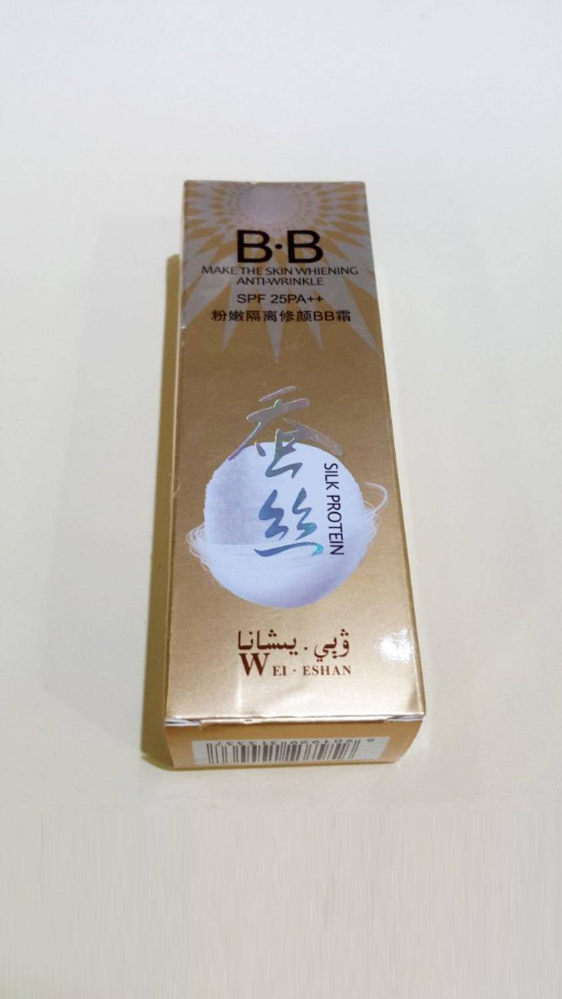 B·B
MAKE THE SKIN WHIENING
ANTI-WRINKLE
SPF 25PA++
粉嫩隔离修颜BB霜
蚕丝
SILK PROTEIN
ۋېي . يىشانا
WEI · ESHAN